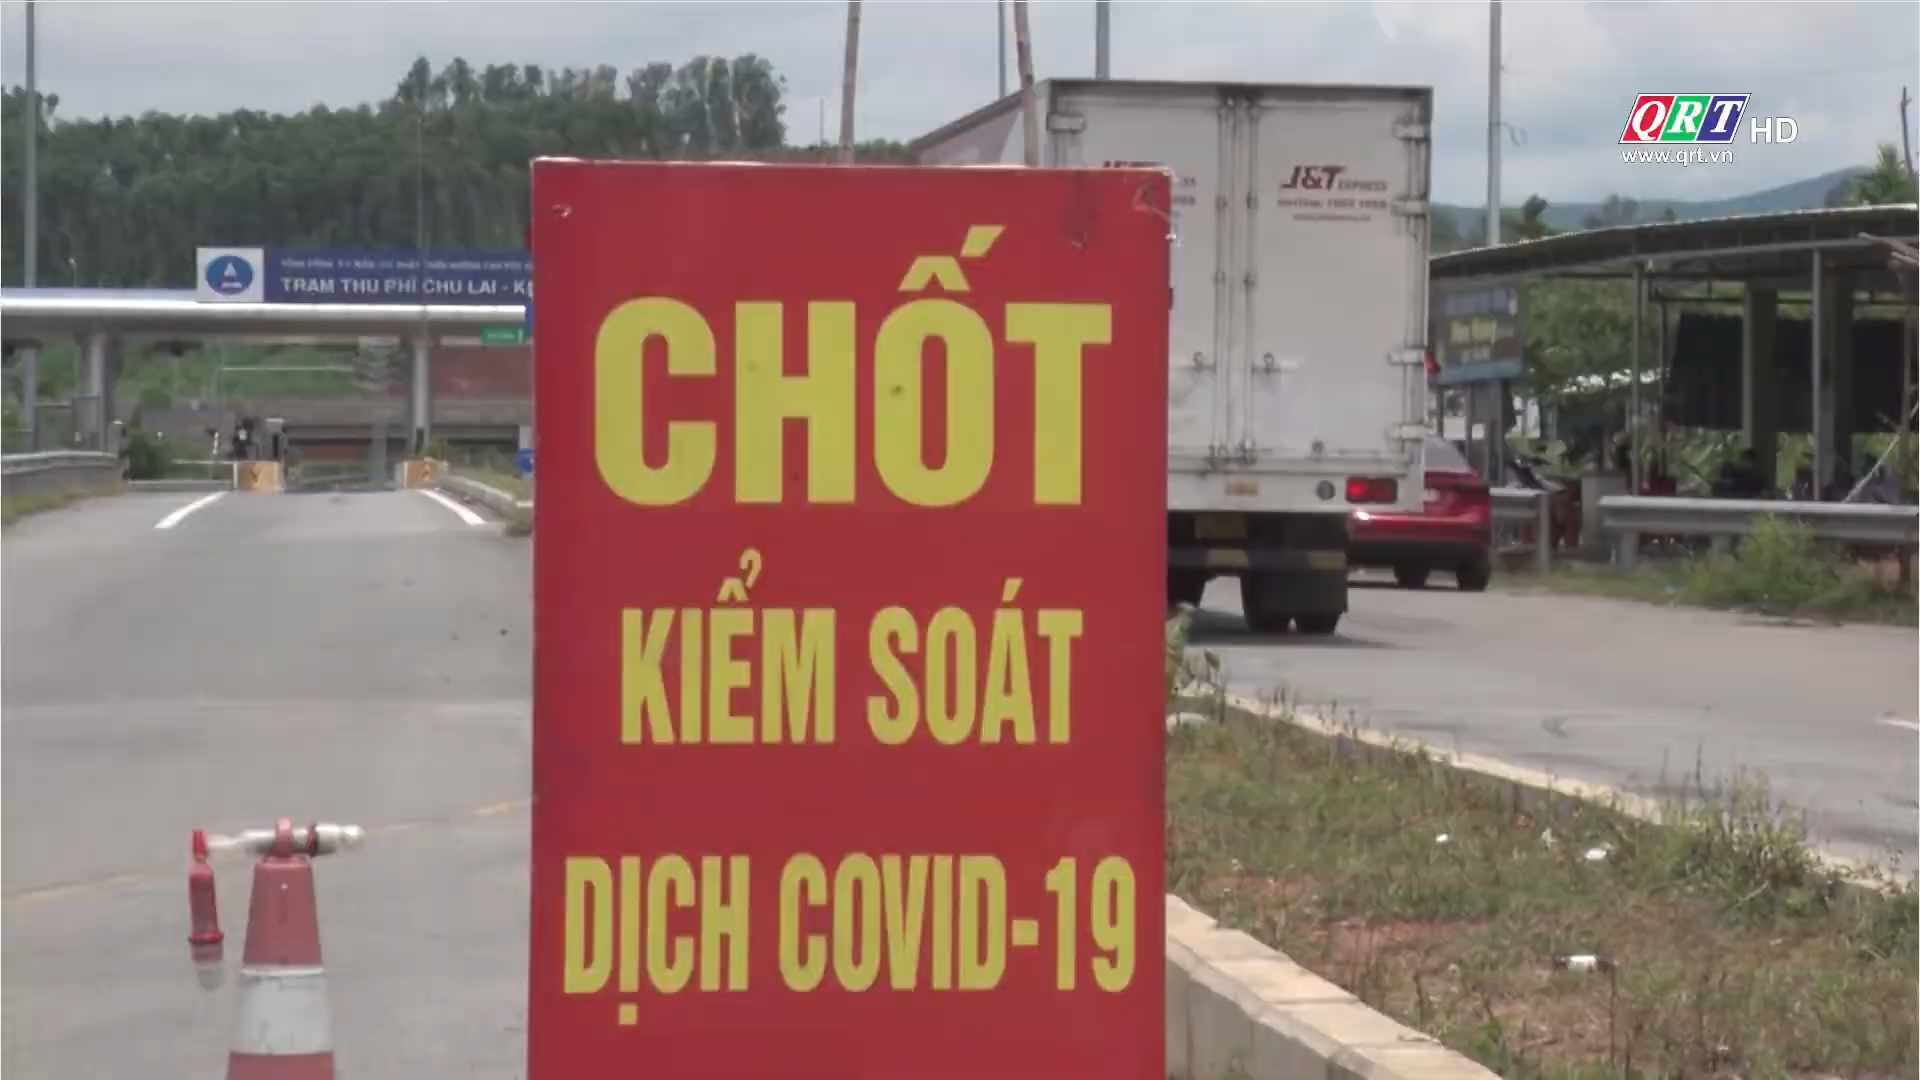 QRT HD
www.qrt.vn
TRẠM THU PHÍ CHU LAI -
J&T EXPRESS
CHỐT
KIỂM SOÁT
DỊCH COVID-19